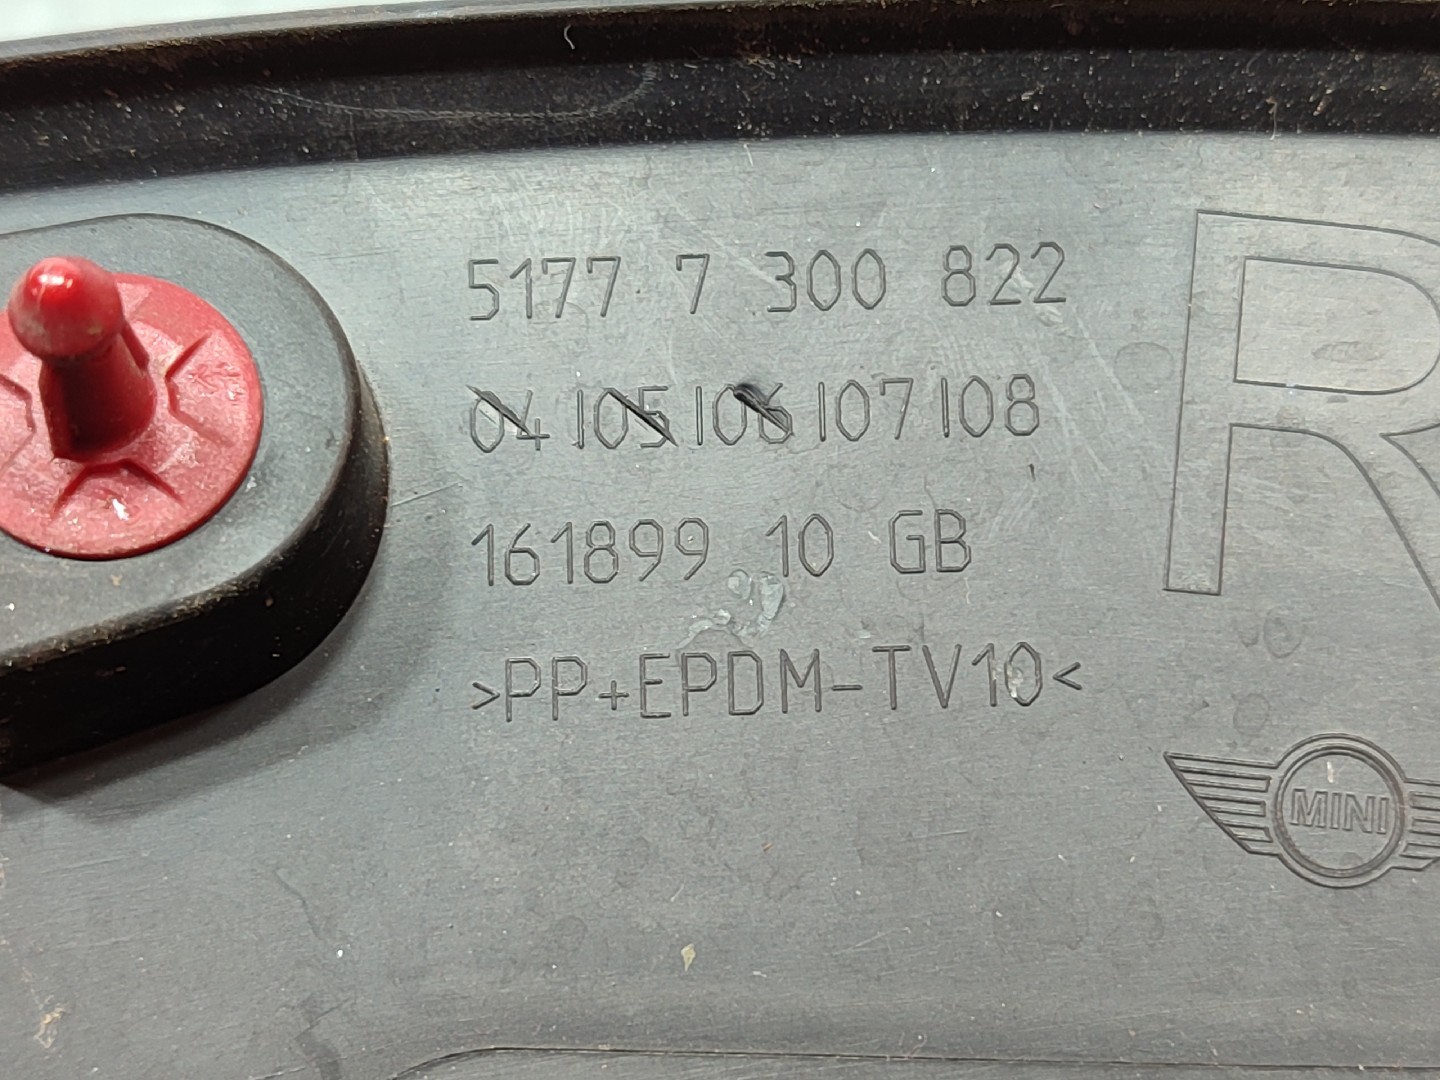 5177 7 300 822
04|05|06|07|08
161899 10 GB
>PP+EPDM-TV10<
R
MINI